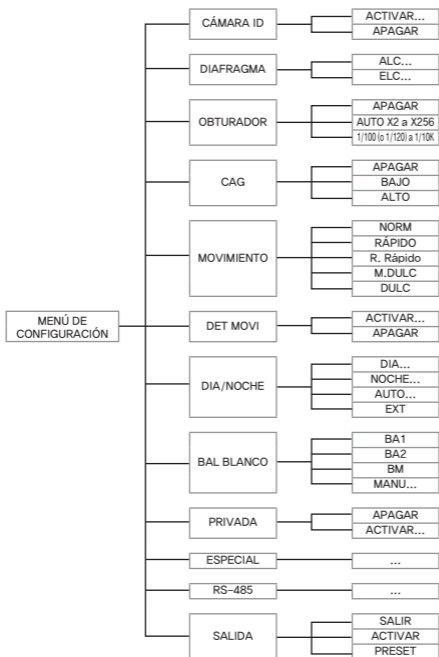 MENÚ DE
CONFIGURACIÓN
CÁMARA ID
ACTIVAR...
APAGAR
DIAFRAGMA
ALC...
ELC...
OBTURADOR
APAGAR
AUTO X2 a X256
1/100 (o 1/120) a 1/10K
CAG
APAGAR
BAJO
ALTO
MOVIMIENTO
NORM
RÁPIDO
R. Rápido
M.DULC
DULC
DET MOVI
ACTIVAR...
APAGAR
DIA/NOCHE
DIA...
NOCHE...
AUTO...
EXT
BAL BLANCO
BA1
BA2
BM
MANU...
PRIVADA
APAGAR
ACTIVAR...
ESPECIAL
...
RS-485
...
SALIDA
SALIR
ACTIVAR
PRESET